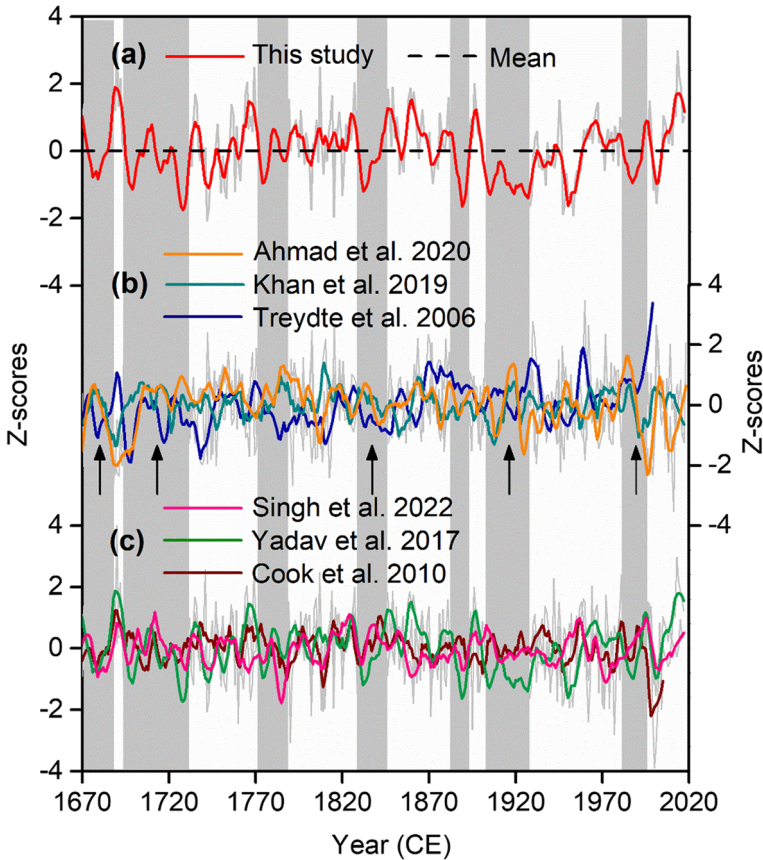 4
(a) This study Mean
2
0
-2
-4
Ahmad et al. 2020
(b) Khan et al. 2019
Treydte et al. 2006
4
2
0
-2
-4
Z-scores
Z-scores
Singh et al. 2022
(c) Yadav et al. 2017
Cook et al. 2010
4
2
0
-2
-4
1670 1720 1770 1820 1870 1920 1970 2020
Year (CE)